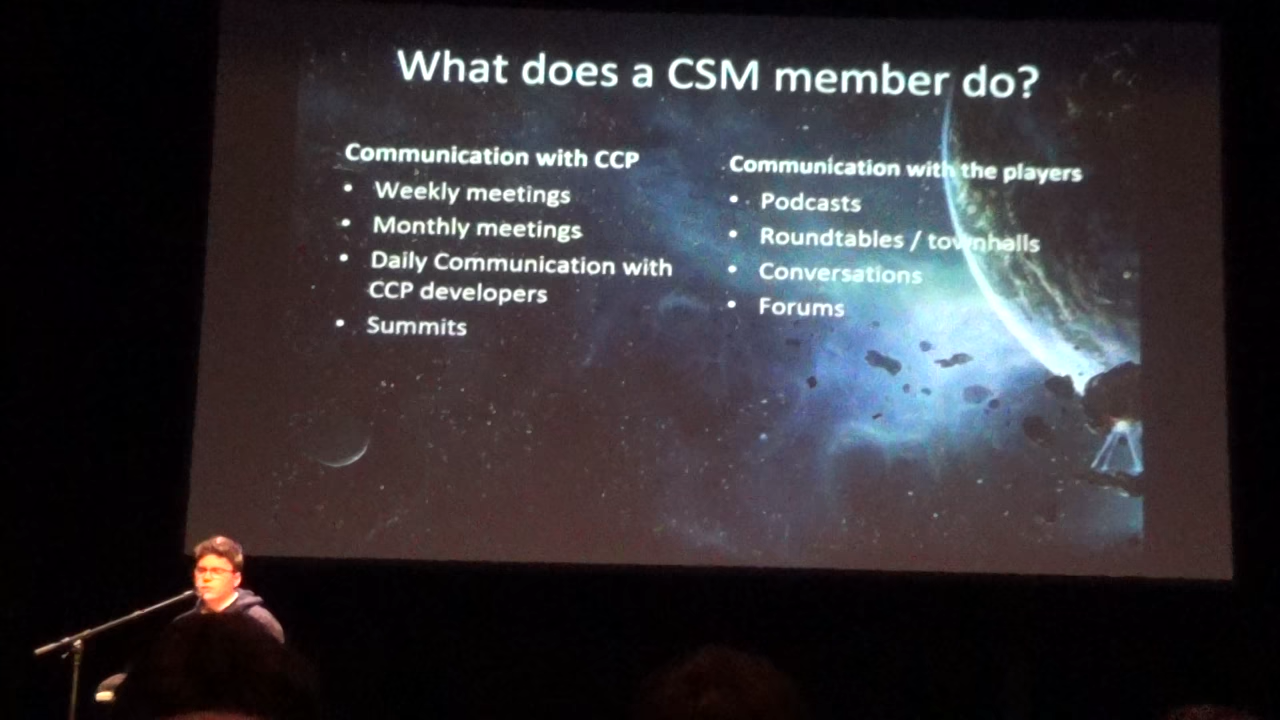 What does a CSM member do?
Communication with CCP
• Weekly meetings
• Monthly meetings
• Daily Communication with
CCP developers
• Summits
Communication with the players
• Podcasts
• Roundtables / townhalls
• Conversations
• Forums